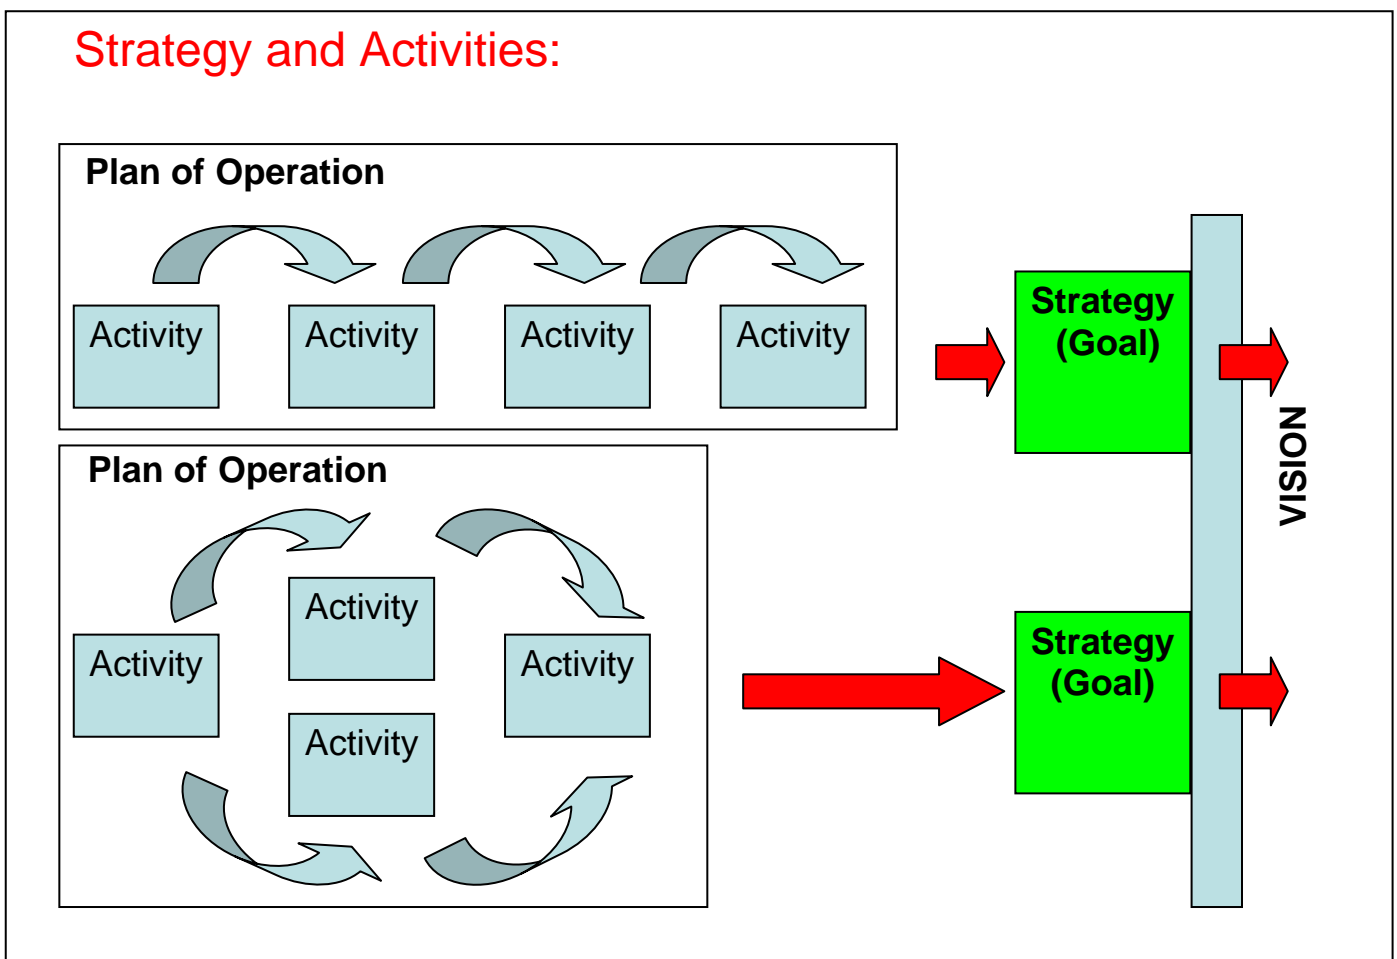 Strategy and Activities:
Plan of Operation
Activity
Activity
Activity
Activity
Strategy
(Goal)
VISION
Plan of Operation
Activity
Activity
Activity
Activity
Strategy
(Goal)